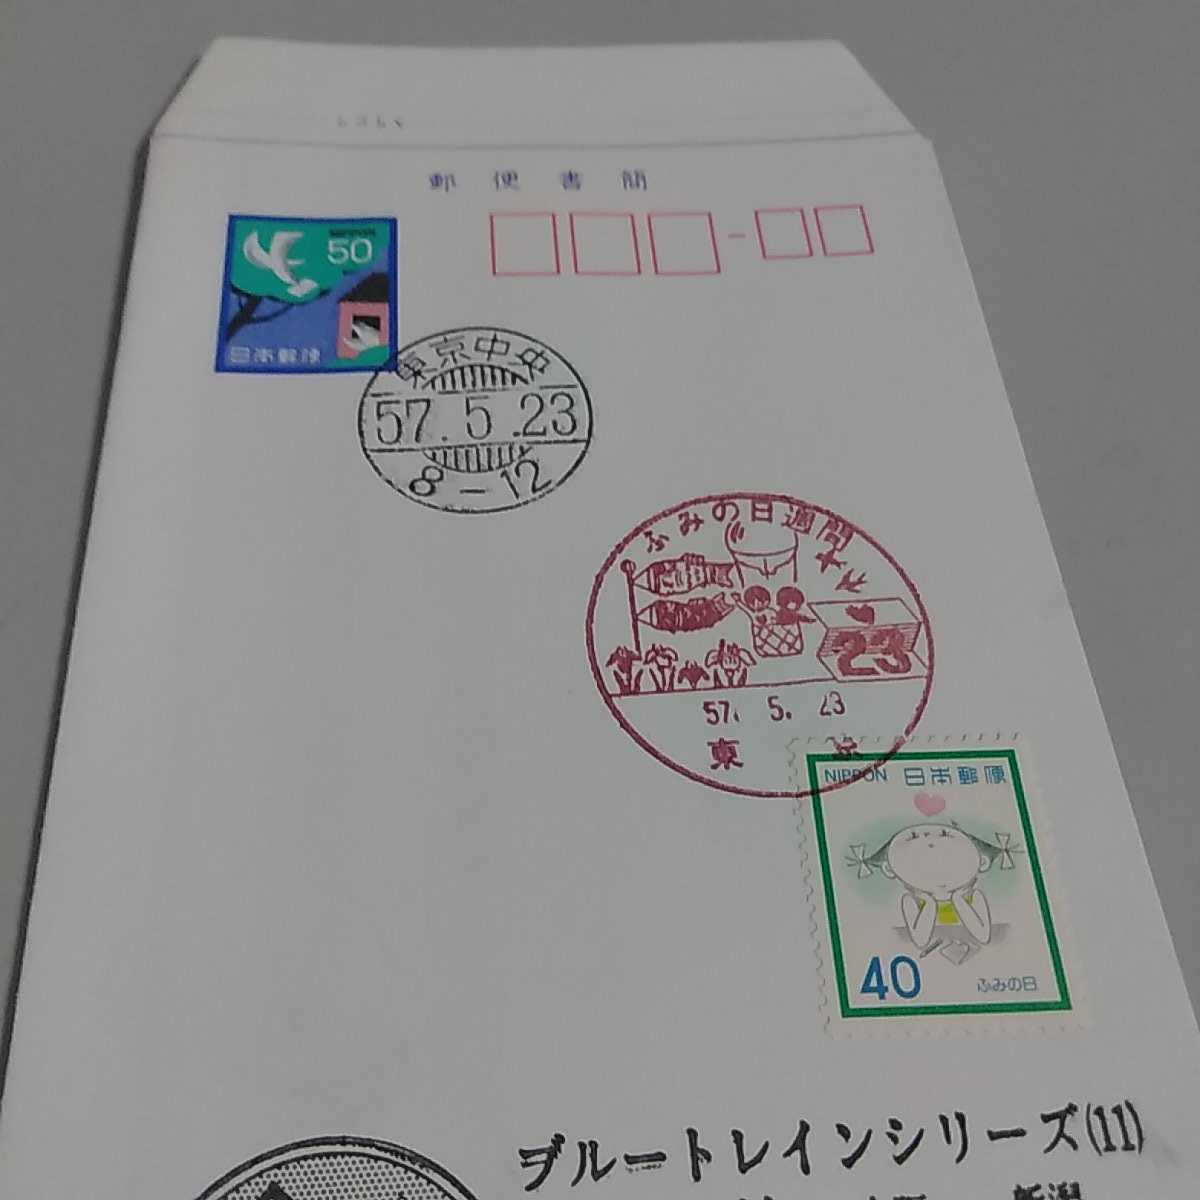 郵便書簡
NIPPON
50
日本郵便
東京中央
57.5.23
8-12
ふみの日週間
23
57. 5. 23
東京
NIPPON 日本郵便
40
ふみの日
ブルートレインシリーズ(11)